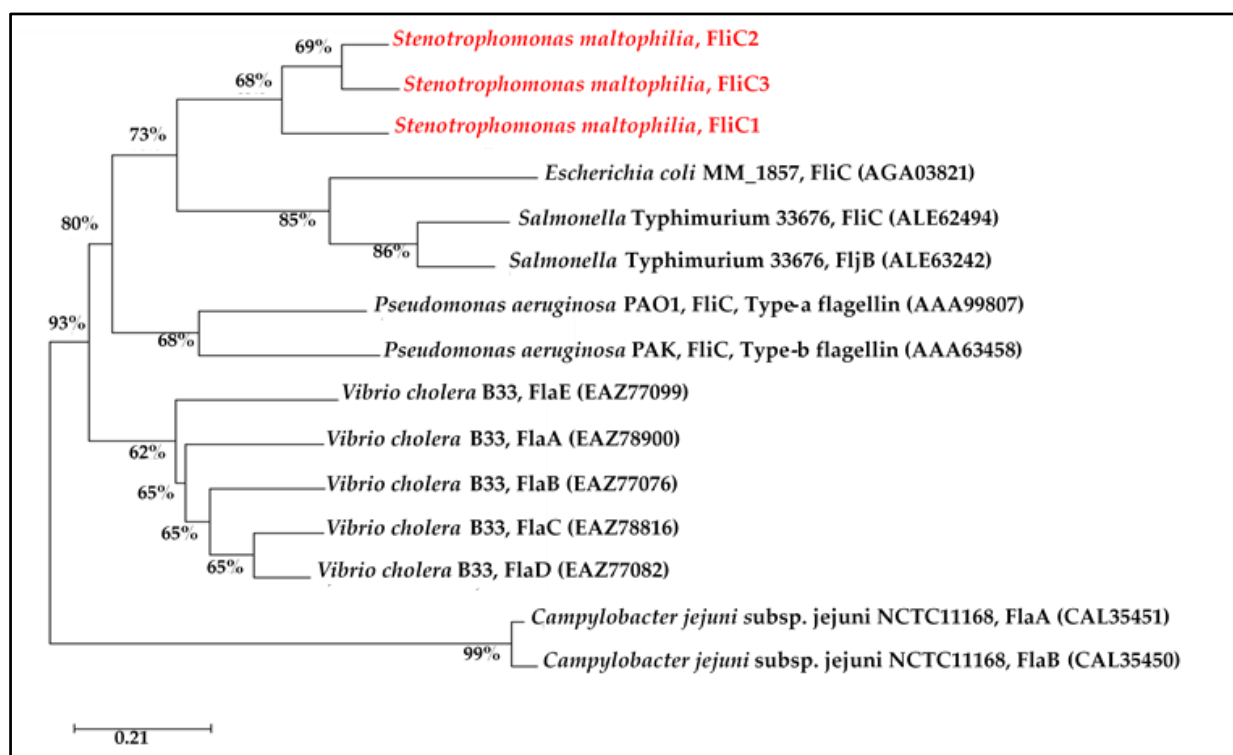 69%
Stenotrophomonas maltophilia, FliC2
68%
Stenotrophomonas maltophilia, FliC3
Stenotrophomonas maltophilia, FliC1
73%
Escherichia coli MM_1857, FliC (AGA03821)
85%
Salmonella Typhimurium 33676, FliC (ALE62494)
80%
86%
Salmonella Typhimurium 33676, FljB (ALE63242)
Pseudomonas aeruginosa PAO1, FliC, Type-a flagellin (AAA99807)
93%
68%
Pseudomonas aeruginosa PAK, FliC, Type-b flagellin (AAA63458)
Vibrio cholera B33, FlaE (EAZ77099)
62%
Vibrio cholera B33, FlaA (EAZ78900)
65%
Vibrio cholera B33, FlaB (EAZ77076)
65%
Vibrio cholera B33, FlaC (EAZ78816)
65%
Vibrio cholera B33, FlaD (EAZ77082)
Campylobacter jejuni subsp. jejuni NCTC11168, FlaA (CAL35451)
99%
Campylobacter jejuni subsp. jejuni NCTC11168, FlaB (CAL35450)
0.21